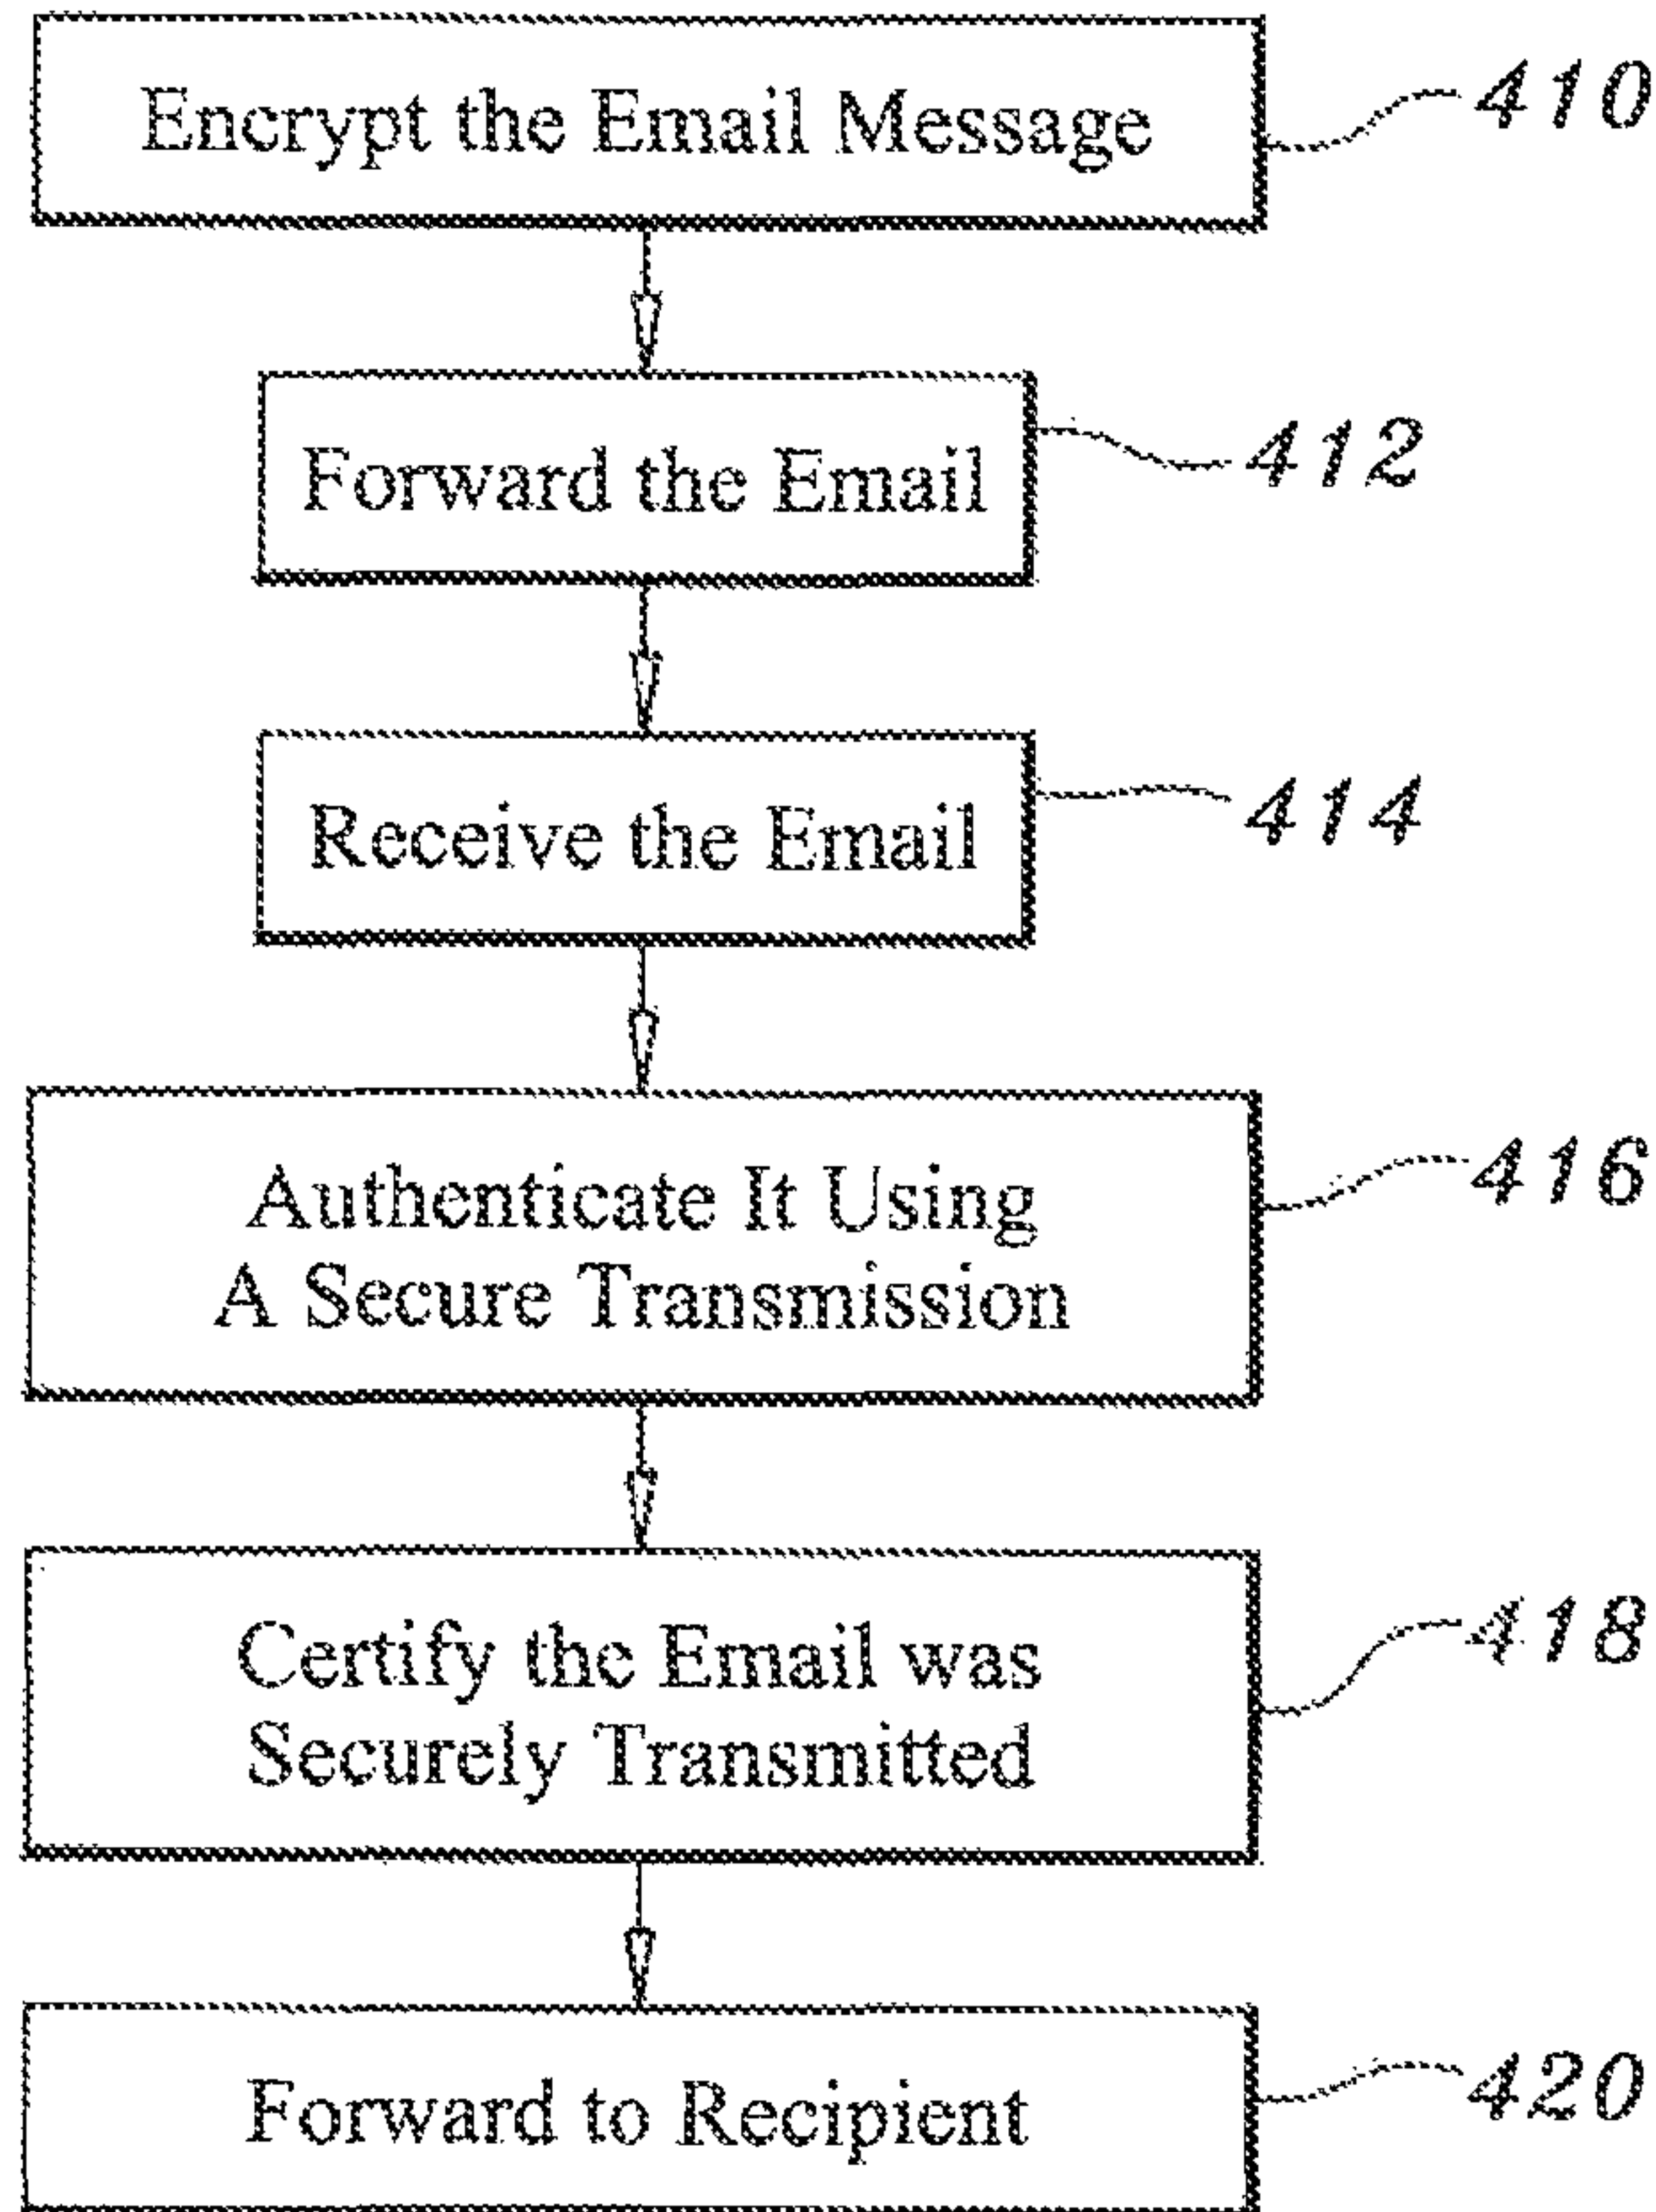 Encrypt the Email Message
410
Forward the Email
412
Receive the Email
414
Authenticate It Using
A Secure Transmission
416
Certify the Email was
Securely Transmitted
418
Forward to Recipient
420